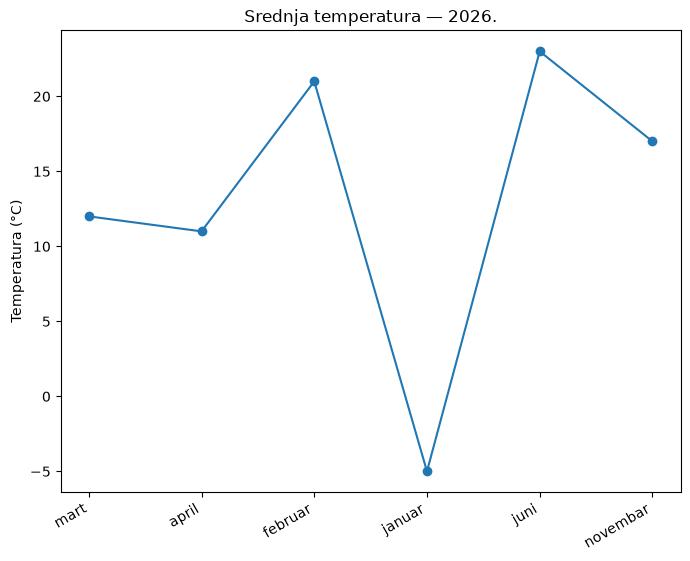 Srednja temperatura — 2026.
Temperatura (°C)
20
15
10
5
0
−5
mart
april
februar
januar
juni
novembar